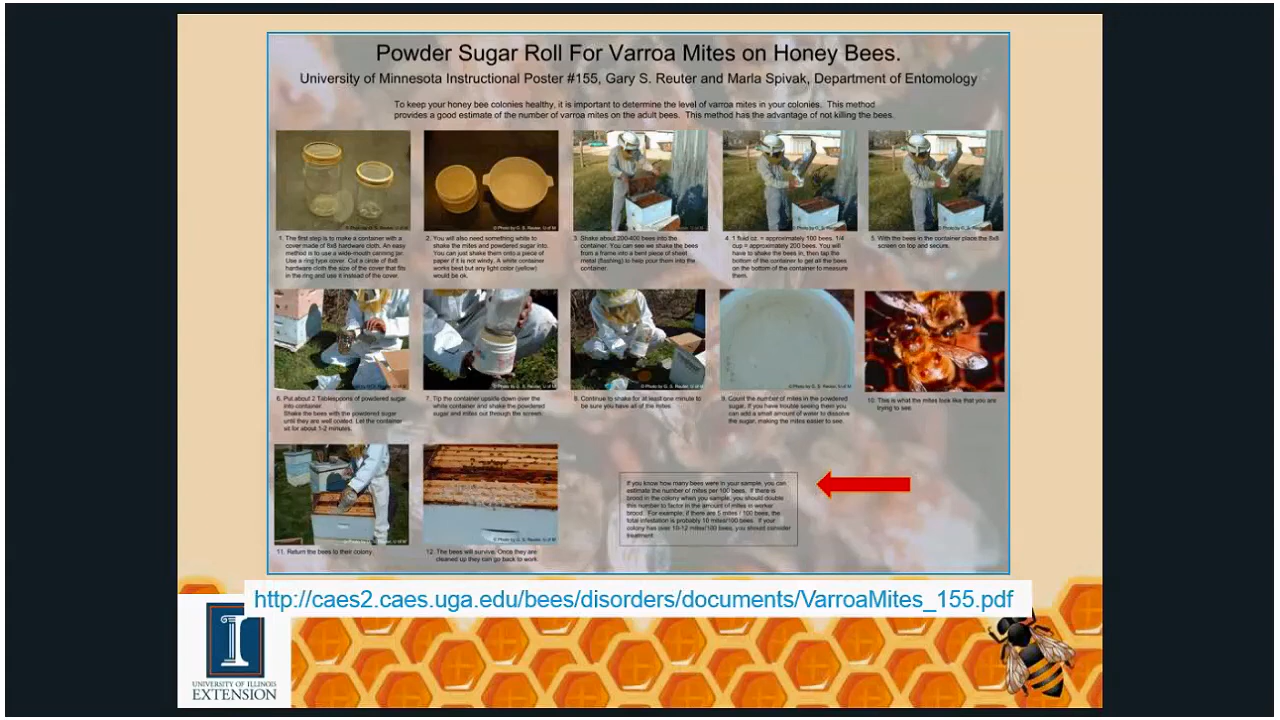 Powder Sugar Roll For Varroa Mites on Honey Bees.
University of Minnesota Instructional Poster #155, Gary S. Reuter and Marla Spivak, Department of Entomology
To keep your honey bee colonies healthy, it is important to determine the level of varroa mites in your colonies. This method
provides a good estimate of the number of varroa mites on the adult bees. This method has the advantage of not killing the bees.
1. The first step is to make a container with a
cover made of 8x8 hardware cloth. An easy
method is to use a wide-mouth canning jar.
Use a ring type cover. Cut a circle of 8x8
hardware cloth the size of the cover that fits
in the ring and use it instead of the cover.
2. You will also need something white to
shake the mites and powdered sugar into.
You can just shake them onto a piece of
paper if it is not windy. A white container
works best but any light color (yellow)
would be ok.
3. Shake about 200-400 bees into the
container. You can see we shake the bees
from a frame into a bent piece of sheet
metal (flashing) to help pour them into the
container.
4. 1 fluid oz. = approximately 100 bees. 1/4
cup = approximately 200 bees. You will
have to shake the bees in, then tap the
bottom of the container to get all the bees
on the bottom of the container to measure
them.
5. With the bees in the container place the 8x8
screen on top and secure.
6. Put about 2 Tablespoons of powdered sugar
into container.
Shake the bees with the powdered sugar
until they are well coated. Let the container
sit for about 1-2 minutes.
7. Tip the container upside down over the
white container and shake the powdered
sugar and mites out through the screen.
8. Continue to shake for at least one minute to
be sure you have all of the mites.
9. Count the number of mites in the powdered
sugar. If you have trouble seeing them you
can add a small amount of water to dissolve
the sugar, making the mites easier to see.
10. This is what the mites look like that you are
trying to see.
11. Return the bees to their colony.
12. The bees will survive. Once they are
cleaned up they can go back to work.
If you know how many bees were in your sample, you can
estimate the number of mites per 100 bees. If there is
brood in the colony when you sample, you should double
this number to factor in the amount of mites in worker
brood. For example, if there are 5 mites / 100 bees, the
total infestation is probably 10 mites/100 bees. If your
colony has over 10-12 mites/100 bees, you should consider
treatment
http://caes2.caes.uga.edu/bees/disorders/documents/VarroaMites_155.pdf
I
UNIVERSITY OF ILLINOIS
EXTENSION